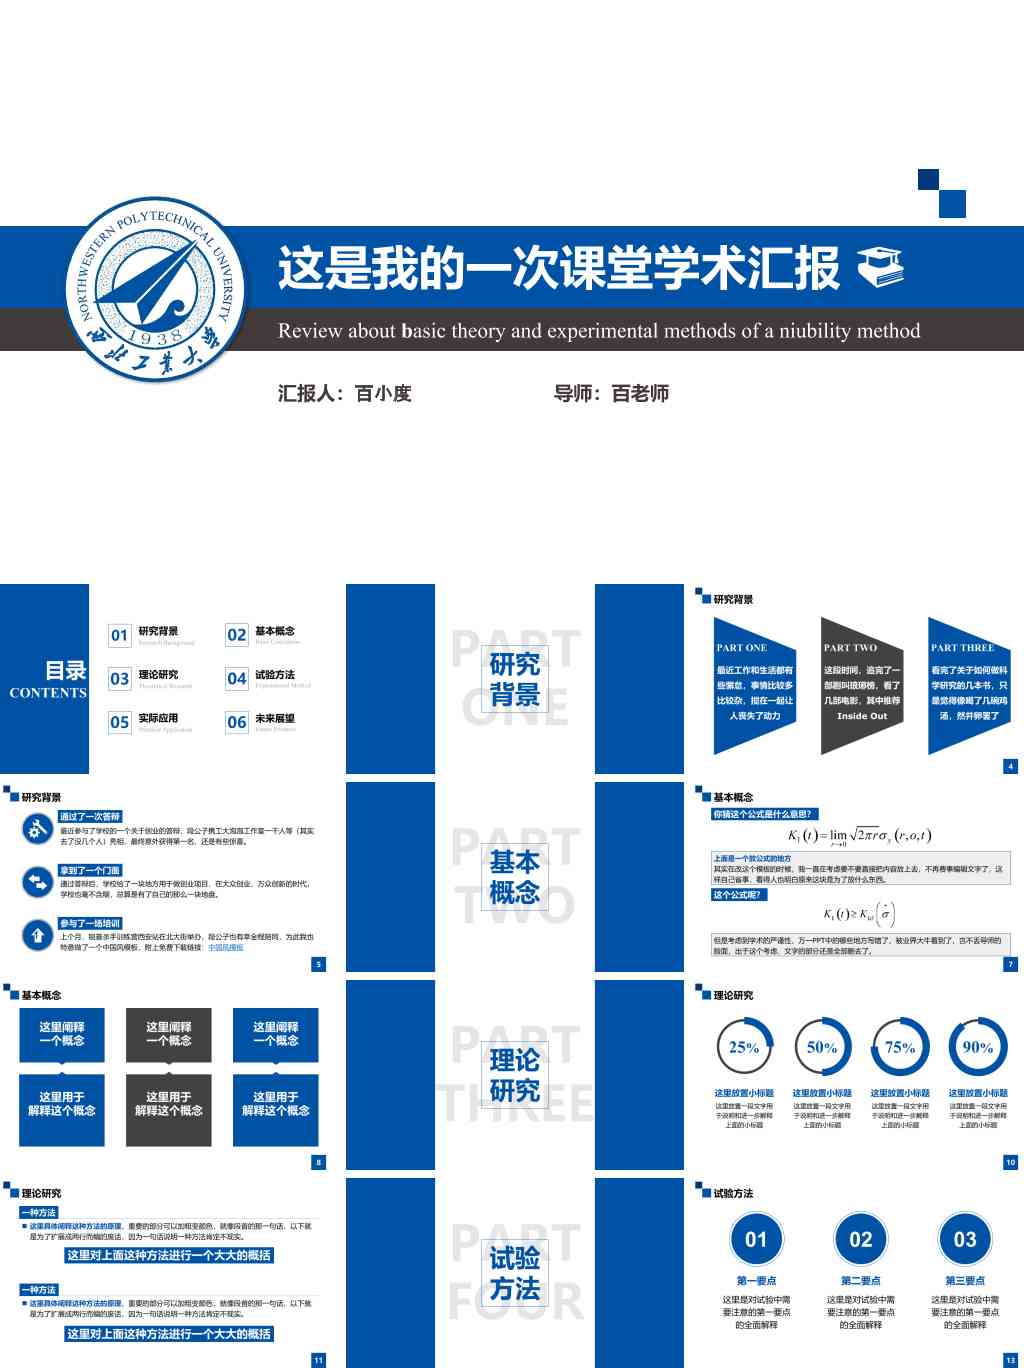 NORTHWESTERN POLYTECHNICAL UNIVERSITY
1938
西北工业大学
这是我的一次课堂学术汇报
Review about basic theory and experimental methods of a niubility method
汇报人：百小度
导师：百老师
目录
CONTENTS
01 研究背景
Research Background
02 基本概念
Basic Conceptions
03 理论研究
Theoretical Research
04 试验方法
Experimental Method
05 实际应用
Practical Application
06 未来展望
Future Prospect
PART
研究
背景
ONE
研究背景
PART ONE
最近工作和生活都有
些懈怠，事情比较多
比较杂，搅在一起让
人丧失了动力
PART TWO
这段时间，追完了一
部剧叫琅琊榜，看了
几部电影，其中推荐
Inside Out
PART THREE
看完了关于如何做科
学研究的几本书，只
是觉得像喝了几碗鸡
汤，然并卵罢了
4
研究背景
通过了一次答辩
最近参与了学校的一个关于创业的答辩，段公子携工大泡泡工作室一干人等（其实
去了没几个人）亮相，最终意外获得第一名，还是有些惊喜。
拿到了一个门面
通过答辩后，学校给了一块地方用于做创业项目，在大众创业，万众创新的时代，
学校也毫不含糊，总算是有了自己的那么一块地盘。
参与了一场培训
上个月，锐普杀手训练营西安站在北大街举办，段公子也有幸全程陪同，为此我也
特意做了一个中国风模板，附上免费下载链接：中国风模板
5
PART
基本
概念
TWO
基本概念
你猜这个公式是什么意思？
K₁(t)=lim √2πrσy(r,o,t)
r→0
上面是一个放公式的地方
其实在改这个模板的时候，我一直在考虑要不要直接把内容放上去，不再费事编辑文字了，这
样自己省事，看得人也明白原来这块是为了放什么东西。
这个公式呢？
K₁(t)≥K₁d(σ̇)
但是考虑到学术的严谨性，万一PPT中的哪些地方写错了，被业界大牛看到了，岂不丢导师的
脸面，出于这个考虑，文字的部分还是全部删去了。
7
基本概念
这里阐释
一个概念
这里阐释
一个概念
这里阐释
一个概念
这里用于
解释这个概念
这里用于
解释这个概念
这里用于
解释这个概念
8
PART
理论
研究
THREE
理论研究
25%
50%
75%
90%
这里放置小标题
这里放置小标题
这里放置小标题
这里放置小标题
这里放置一段文字用
于说明和进一步解释
上面的小标题
这里放置一段文字用
于说明和进一步解释
上面的小标题
这里放置一段文字用
于说明和进一步解释
上面的小标题
这里放置一段文字用
于说明和进一步解释
上面的小标题
10
理论研究
一种方法
这里具体阐释这种方法的原理，重要的部分可以加粗变颜色，就像段首的那一句话，以下就
是为了扩展成两行而编的废话，因为一句话说明一种方法肯定不现实。
这里对上面这种方法进行一个大大的概括
一种方法
这里具体阐释这种方法的原理，重要的部分可以加粗变颜色，就像段首的那一句话，以下就
是为了扩展成两行而编的废话，因为一句话说明一种方法肯定不现实。
这里对上面这种方法进行一个大大的概括
11
PART
试验
方法
FOUR
试验方法
01
02
03
第一要点
第二要点
第三要点
这里是对试验中需
要注意的第一要点
的全面解释
这里是对试验中需
要注意的第一要点
的全面解释
这里是对试验中需
要注意的第一要点
的全面解释
13